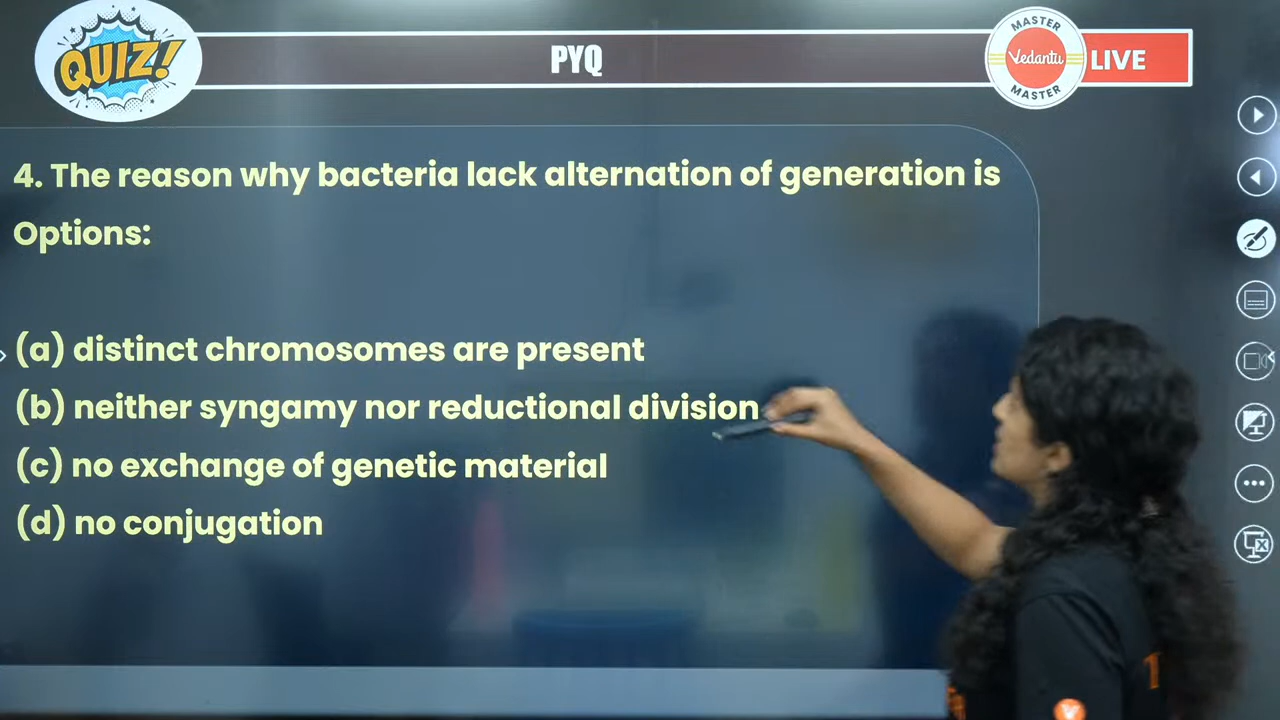 QUIZ!
PYQ
MASTER
Vedantu
MASTER
LIVE
4. The reason why bacteria lack alternation of generation is
Options:
(a) distinct chromosomes are present
(b) neither syngamy nor reductional division
(c) no exchange of genetic material
(d) no conjugation